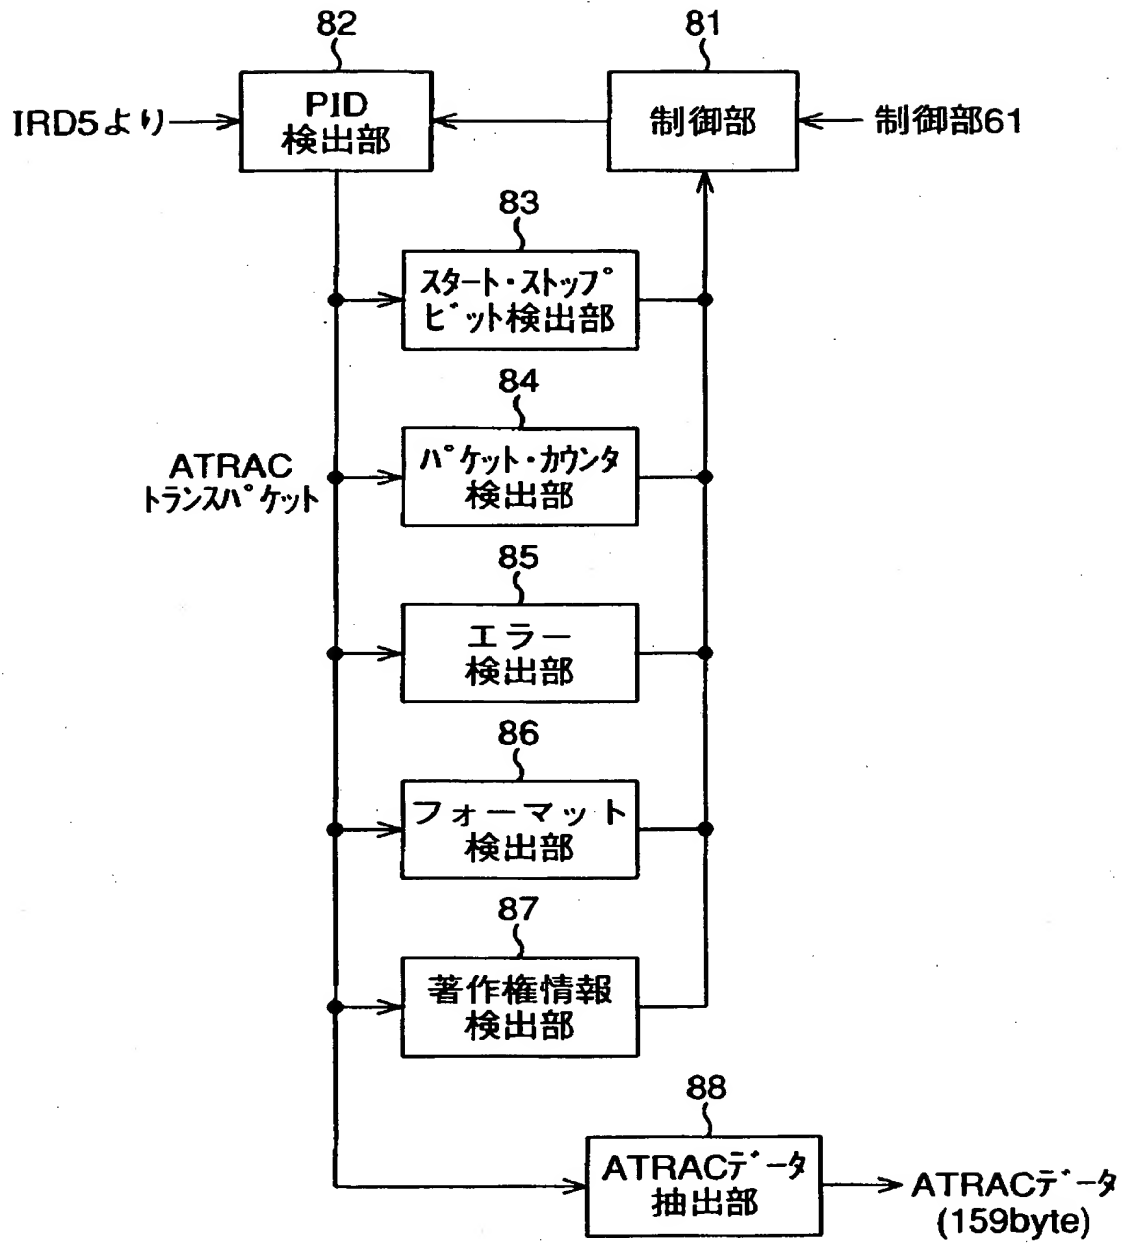 82
81
IRD5より
PID
検出部
制御部
制御部61
83
スタート・ストップ
ビット検出部
84
パケット・カウンタ
検出部
ATRAC
トランスパケット
85
エラー
検出部
86
フォーマット
検出部
87
著作権情報
検出部
88
ATRACデータ
抽出部
ATRACデータ
(159byte)